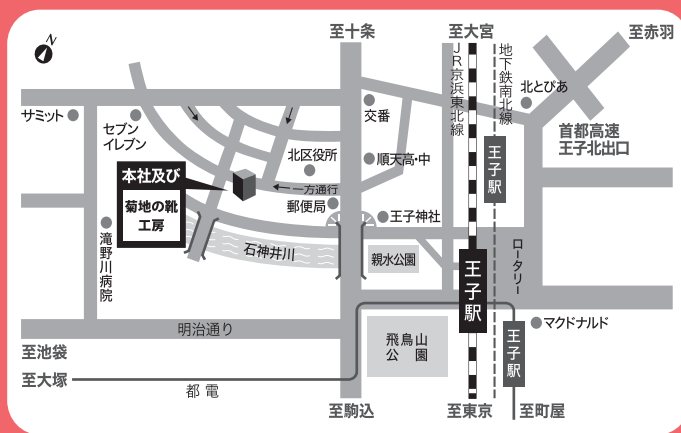 N
至十条
至大宮
至赤羽
JR京浜東北線
地下鉄南北線
北とぴあ
サミット
セブン
イレブン
交番
首都高速
王子北出口
北区役所
順天高・中
王子駅
本社及び
菊地の靴
工房
一方通行
郵便局
王子神社
滝野川病院
石神井川
親水公園
ロータリー
王子駅
明治通り
飛鳥山
公園
マクドナルド
王子駅
至池袋
至大塚
都電
至駒込
至東京
至町屋